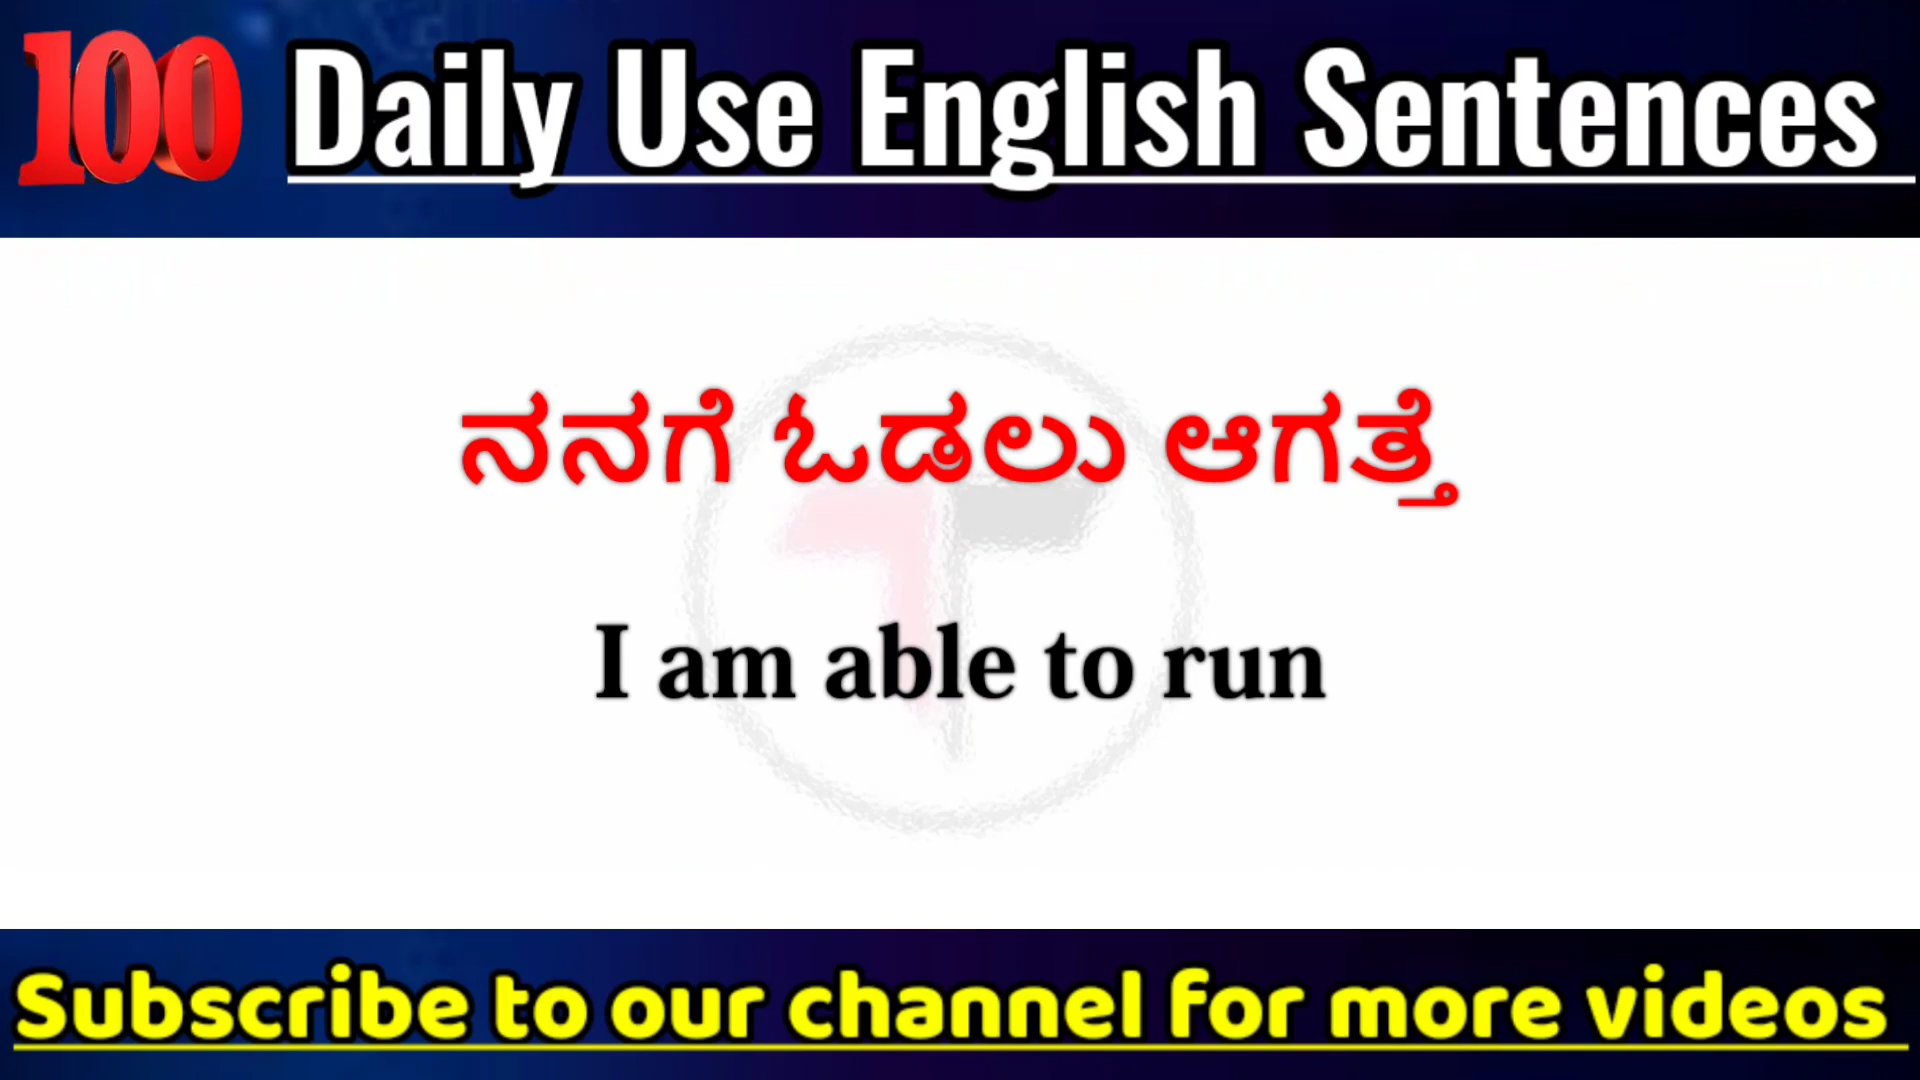 100 Daily Use English Sentences
ನನಗೆ ಓಡಲು ಆಗತ್ತೆ
I am able to run
Subscribe to our channel for more videos